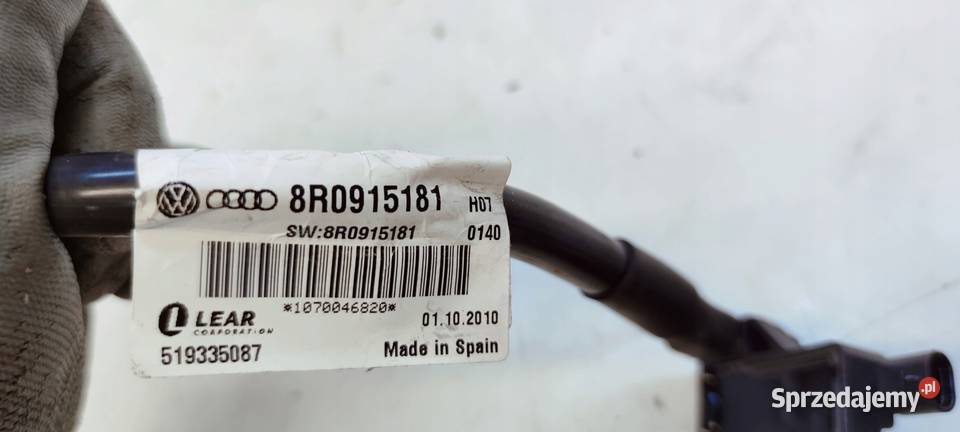 8R0915181 H07
SW:8R0915181 0140
*1070046820*
LEAR
CORPORATION
01.10.2010
519335087
Made in Spain
Sprzedajemy.pl